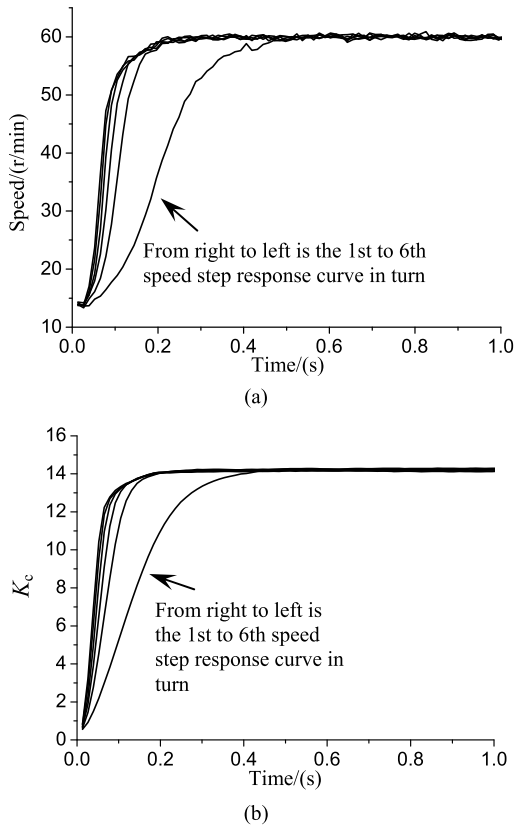 60
50
40
30
20
10
Speed/(r/min)
From right to left is the 1st to 6th
speed step response curve in turn
0.0 0.2 0.4 0.6 0.8 1.0
Time/(s)
(a)
16
14
12
10
8
6
4
2
0
Kc
From right to left is
the 1st to 6th speed
step response curve in
turn
0.0 0.2 0.4 0.6 0.8 1.0
Time/(s)
(b)